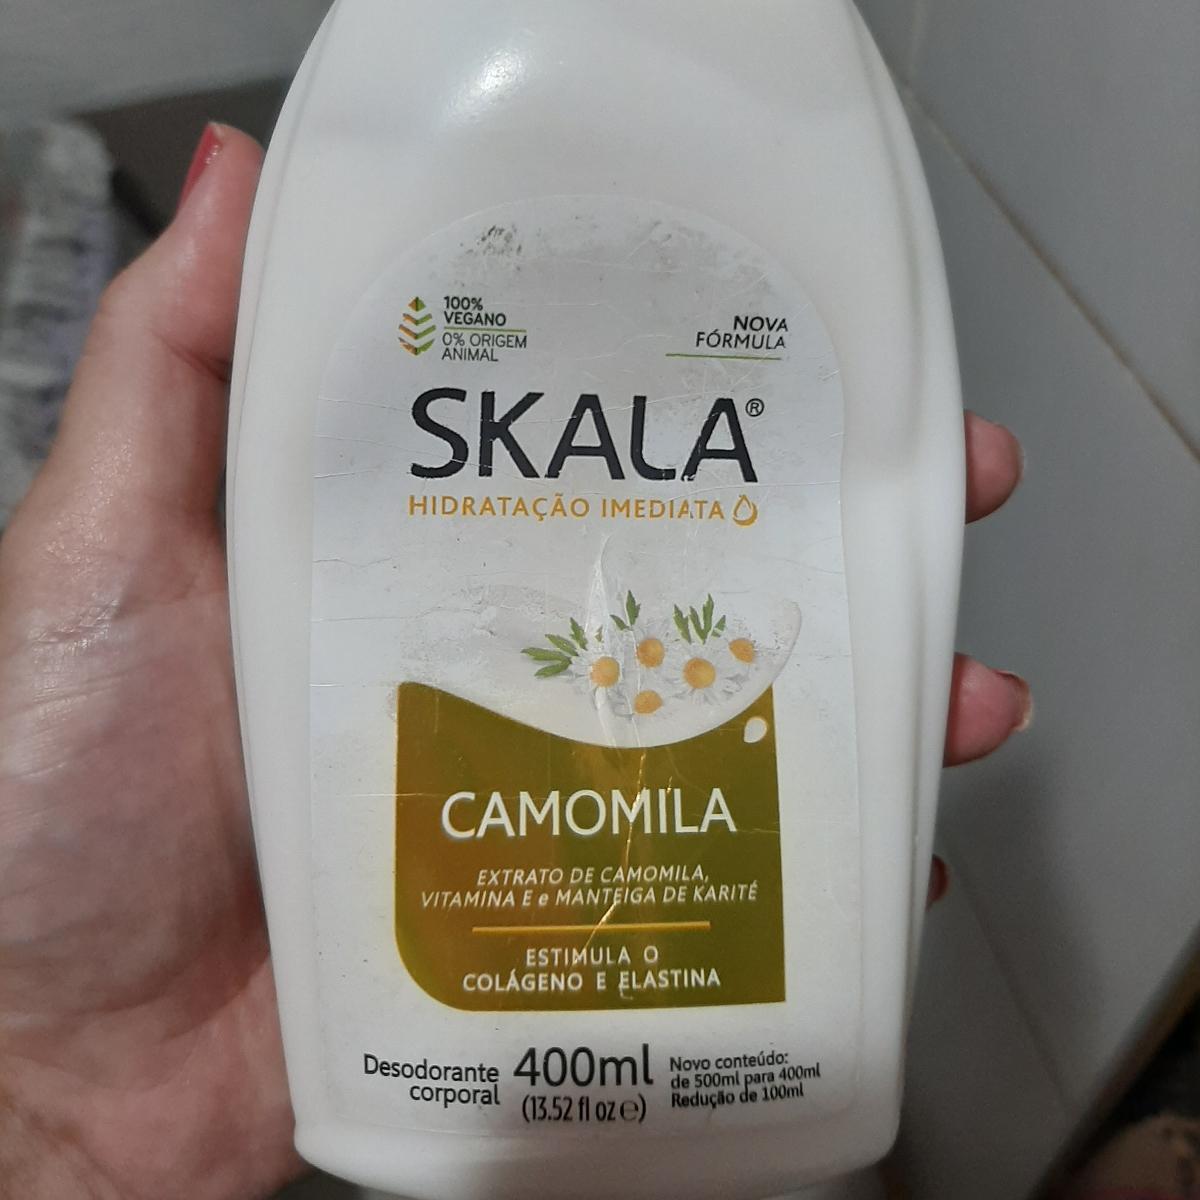 100%
VEGANO
0% ORIGEM
ANIMAL
NOVA
FÓRMULA
SKALA®
HIDRATAÇÃO IMEDIATA
CAMOMILA
EXTRATO DE CAMOMILA,
VITAMINA E e MANTEIGA DE KARITÉ
ESTIMULA O
COLÁGENO E ELASTINA
Desodorante
corporal
400ml
(13.52 fl oz ℮)
Novo conteúdo:
de 500ml para 400ml
Redução de 100ml